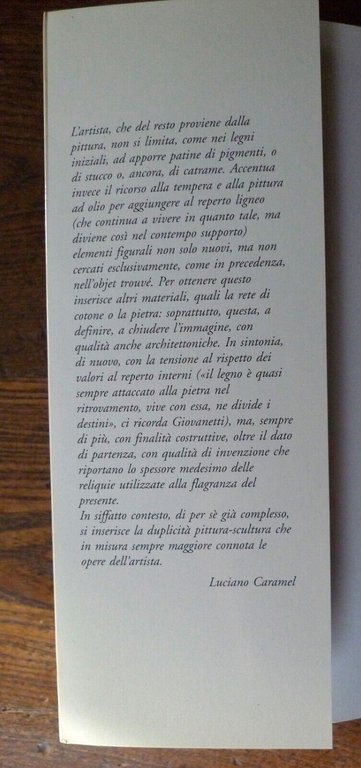 L'artista, che del resto proviene dalla
pittura, non si limita, come nei legni
iniziali, ad apporre patine di pigmenti, o
di stucco o, ancora, di catrame. Accentua
invece il ricorso alla tempera e alla pittura
ad olio per aggiungere al reperto ligneo
(che continua a vivere in quanto tale, ma
diviene così nel contempo supporto)
elementi figurali non solo nuovi, ma non
cercati esclusivamente, come in precedenza,
nell'objet trouvé. Per ottenere questo
inserisce altri materiali, quali la rete di
cotone o la pietra: soprattutto, questa, a
definire, a chiudere l'immagine, con
qualità anche architettoniche. In sintonia,
di nuovo, con la tensione al rispetto dei
valori al reperto interni («il legno è quasi
sempre attaccato alla pietra nel
ritrovamento, vive con essa, ne divide i
destini», ci ricorda Giovanetti), ma, sempre
di più, con finalità costruttive, oltre il dato
di partenza, con qualità di invenzione che
riportano lo spessore medesimo delle
reliquie utilizzate alla flagranza del
presente.
In siffatto contesto, di per sè già complesso,
si inserisce la duplicità pittura-scultura che
in misura sempre maggiore connota le
opere dell'artista.
Luciano Caramel